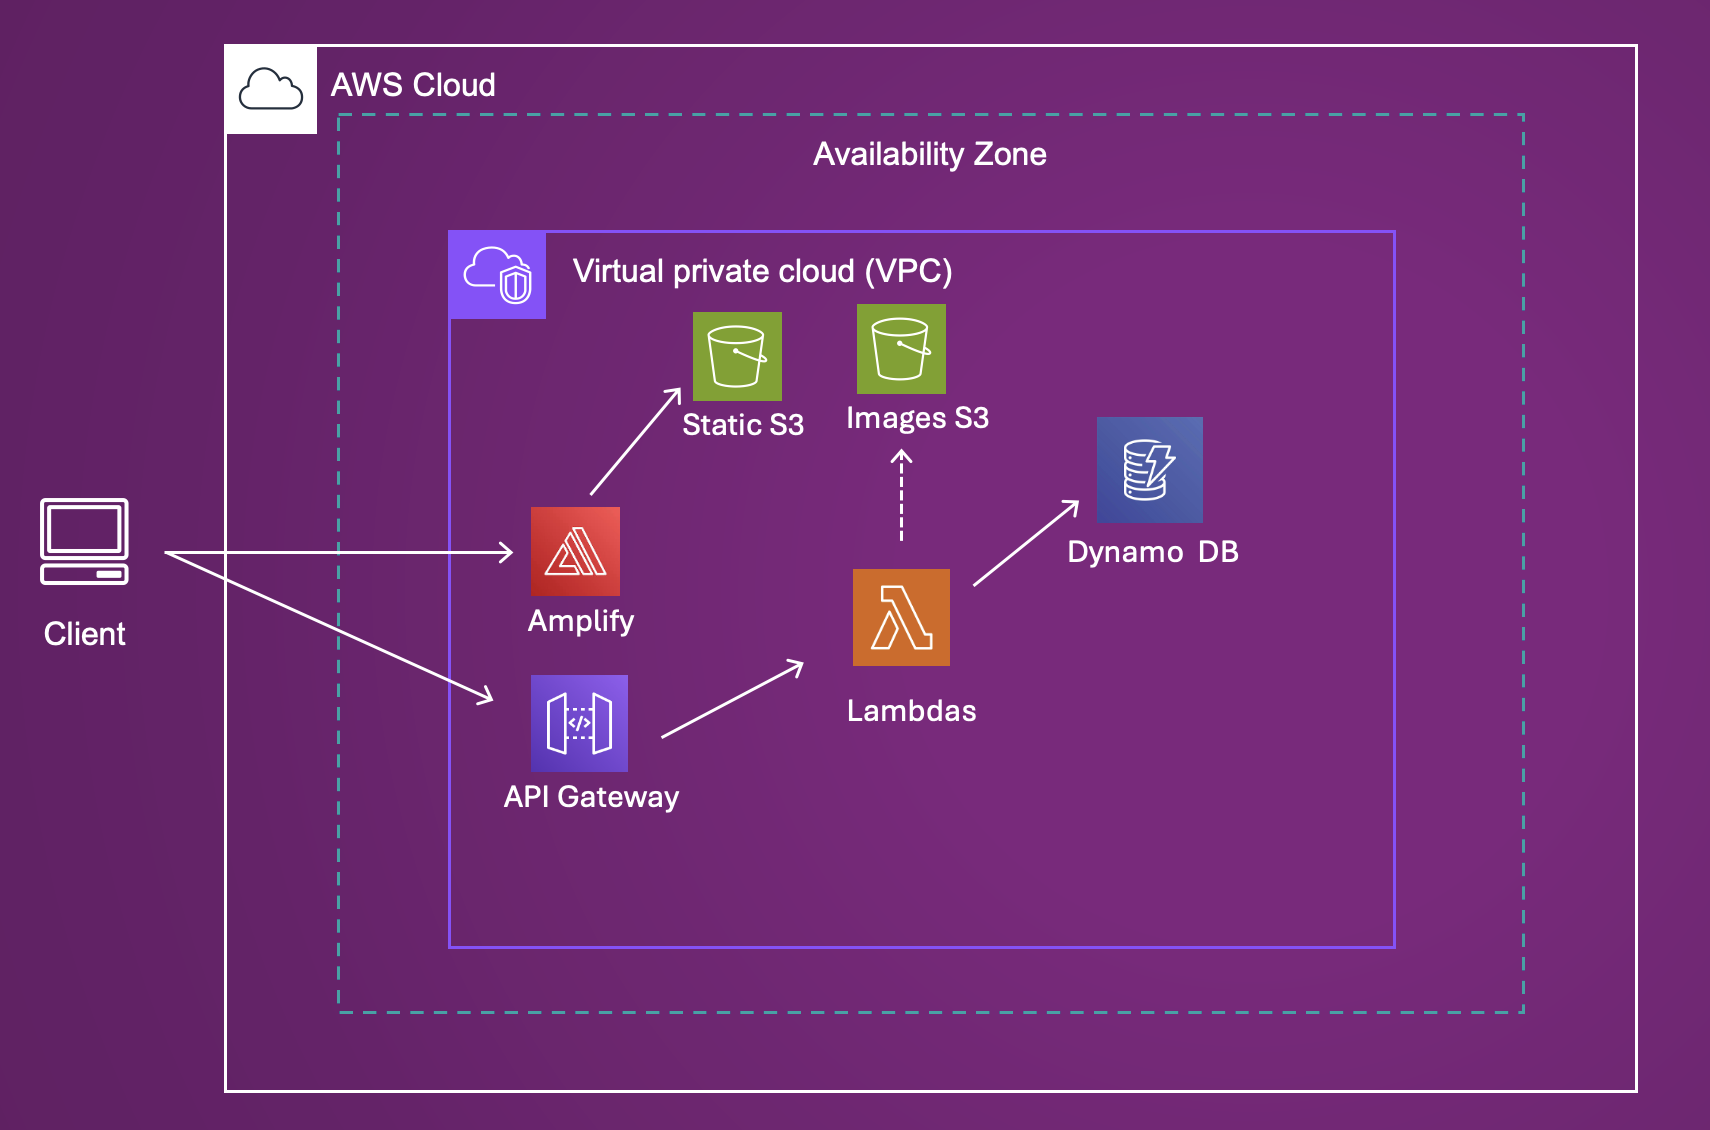 AWS Cloud
Availability Zone
Virtual private cloud (VPC)
Static S3
Images S3
Dynamo DB
Client
Amplify
Lambdas
</>
API Gateway